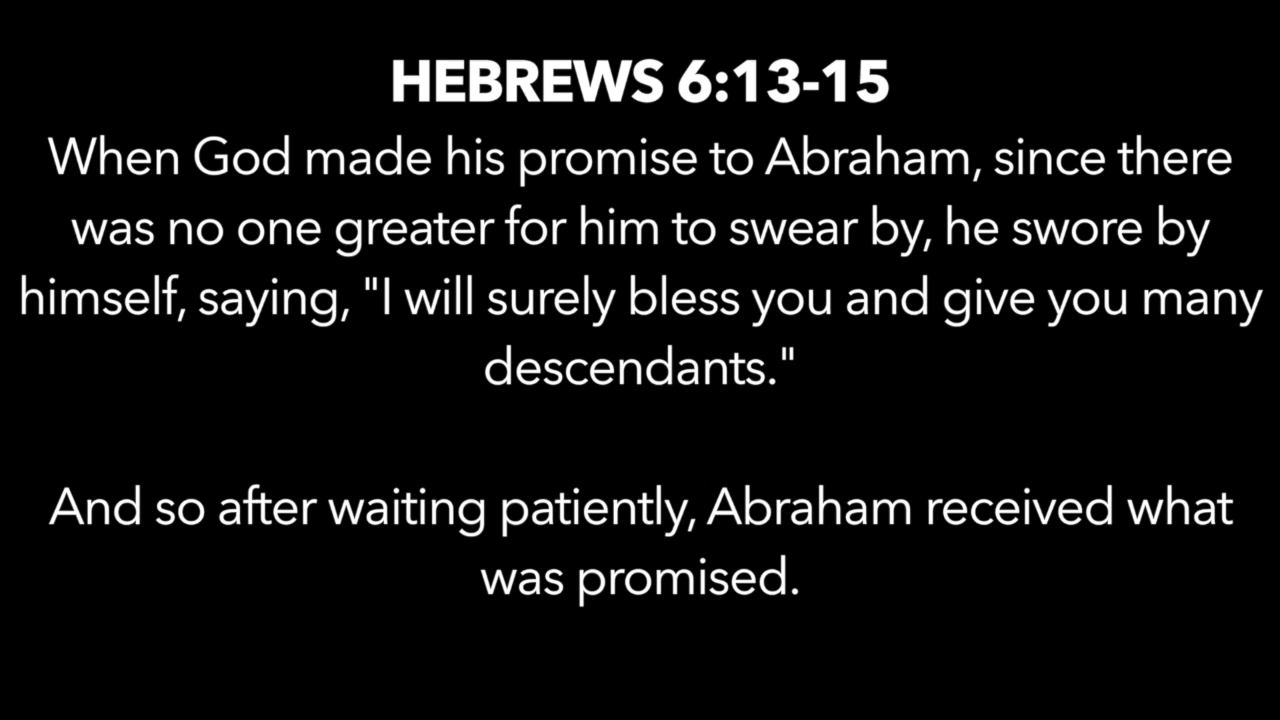 HEBREWS 6:13-15
When God made his promise to Abraham, since there
was no one greater for him to swear by, he swore by
himself, saying, "I will surely bless you and give you many
descendants."
And so after waiting patiently, Abraham received what
was promised.